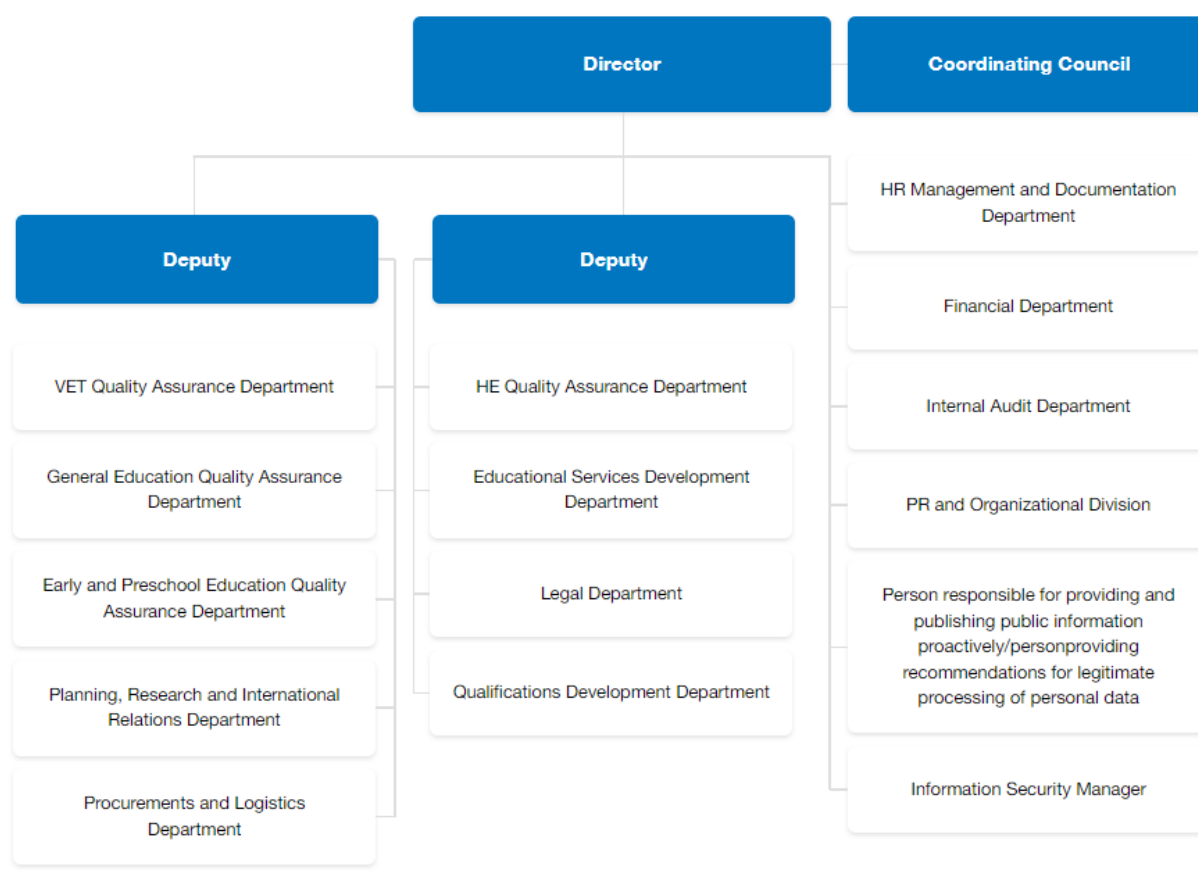 Director
Coordinating Council
Deputy
VET Quality Assurance Department
General Education Quality Assurance
Department
Early and Preschool Education Quality
Assurance Department
Planning, Research and International
Relations Department
Procurements and Logistics
Department
Deputy
HE Quality Assurance Department
Educational Services Development
Department
Legal Department
Qualifications Development Department
HR Management and Documentation
Department
Financial Department
Internal Audit Department
PR and Organizational Division
Person responsible for providing and
publishing public information
proactively/personproviding
recommendations for legitimate
processing of personal data
Information Security Manager